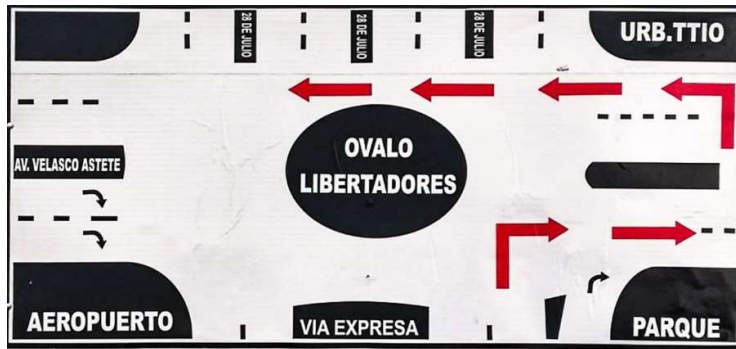 28 DE JULIO
28 DE JULIO
28 DE JULIO
URB.TTIO
AV. VELASCO ASTETE
OVALO
LIBERTADORES
AEROPUERTO
VIA EXPRESA
PARQUE